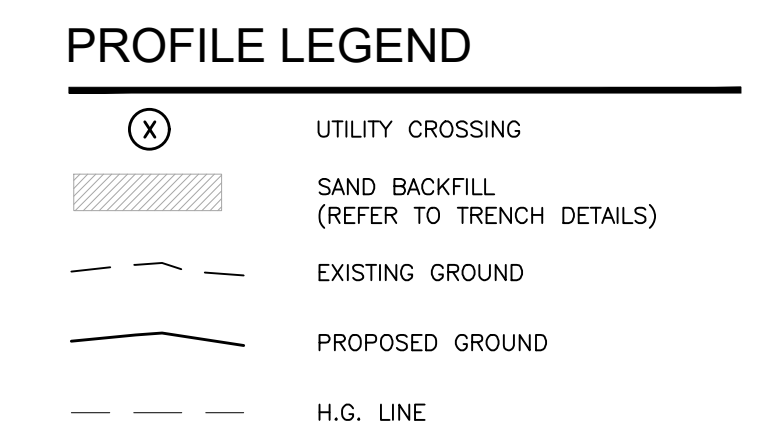 PROFILE LEGEND
X UTILITY CROSSING
SAND BACKFILL
(REFER TO TRENCH DETAILS)
EXISTING GROUND
PROPOSED GROUND
H.G. LINE